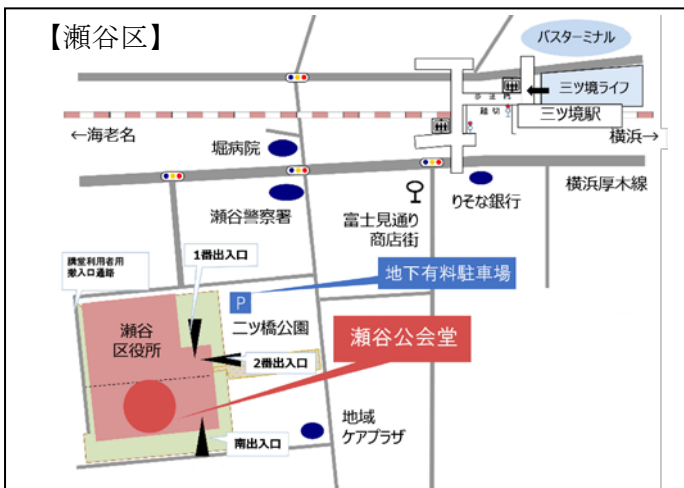 【瀬谷区】
バスターミナル
三ツ境ライフ
歩道橋
踏切
三ツ境駅
←海老名
横浜→
堀病院
横浜厚木線
りそな銀行
瀬谷警察署
富士見通り
商店街
講堂利用者用
搬入口通路
1番出入口
地下有料駐車場
P
二ツ橋公園
瀬谷
区役所
瀬谷公会堂
2番出入口
地域
ケアプラザ
南出入口